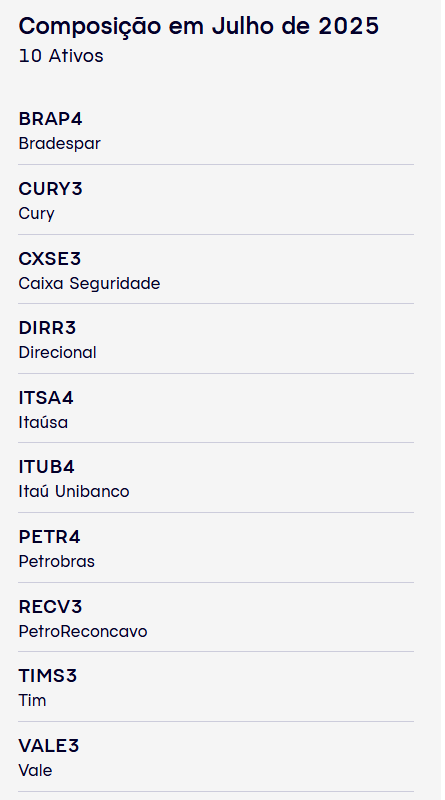 Composição em Julho de 2025
10 Ativos
BRAP4
Bradespar
CURY3
Cury
CXSE3
Caixa Seguridade
DIRR3
Direcional
ITSA4
Itaúsa
ITUB4
Itaú Unibanco
PETR4
Petrobras
RECV3
PetroReconcavo
TIMS3
Tim
VALE3
Vale